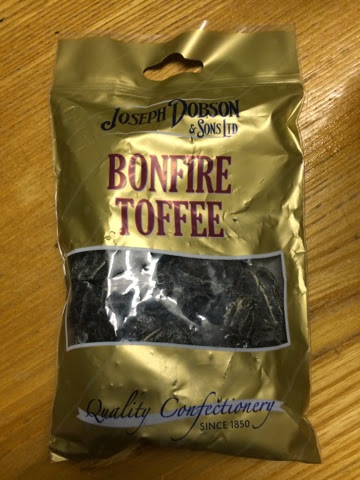 JOSEPH DOBSON
& SONS LTD
BONFIRE
TOFFEE
Quality Confectionery
SINCE 1850